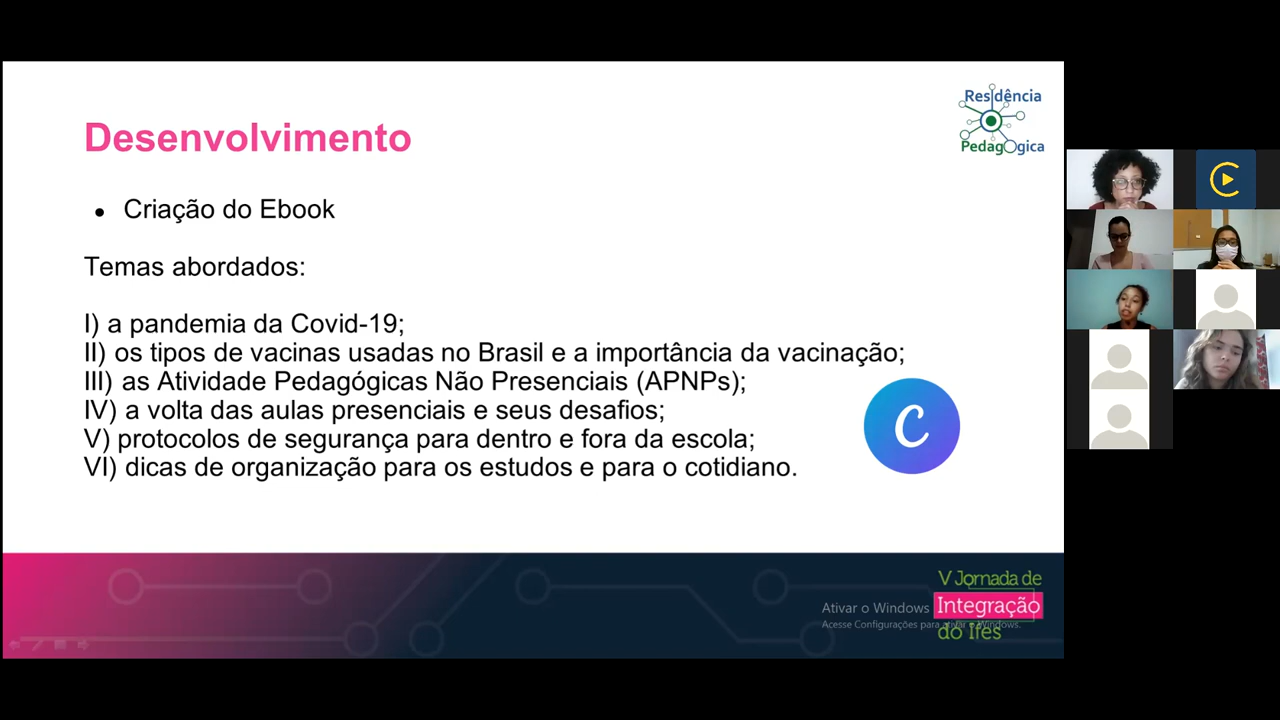 Residência
Pedagógica
Desenvolvimento
• Criação do Ebook
Temas abordados:
I) a pandemia da Covid-19;
II) os tipos de vacinas usadas no Brasil e a importância da vacinação;
III) as Atividade Pedagógicas Não Presenciais (APNPs);
IV) a volta das aulas presenciais e seus desafios;
V) protocolos de segurança para dentro e fora da escola;
VI) dicas de organização para os estudos e para o cotidiano.
C
V Jornada de
Integração
do Ifes
Ativar o Windows
Acesse Configurações para ativar o Windows.